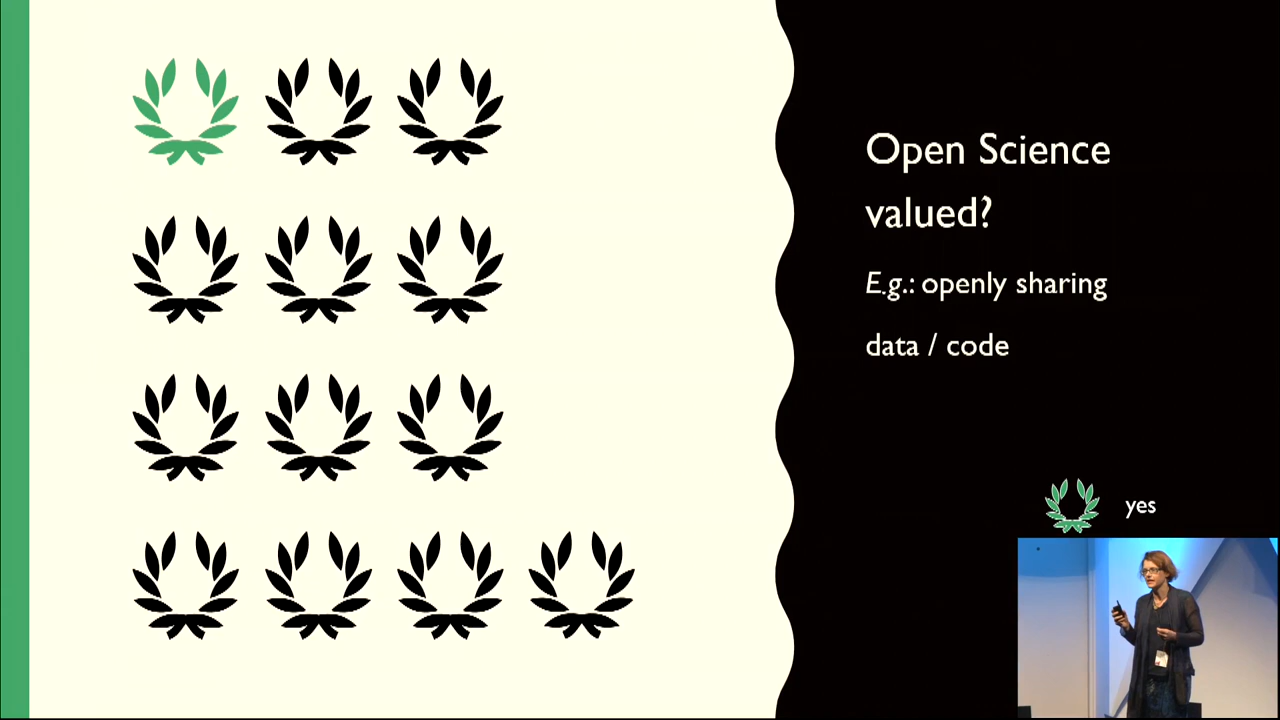 Open Science
valued?
E.g.: openly sharing
data / code
yes